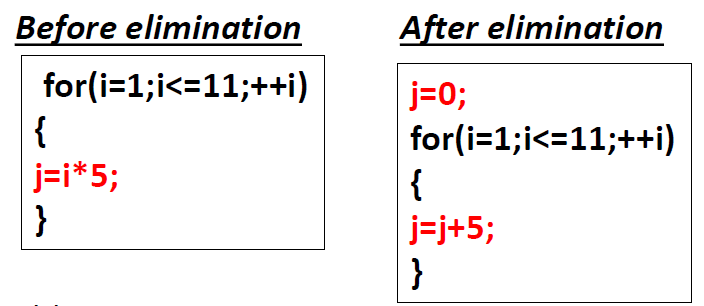 Before elimination
for(i=1;i<=11;++i)
{
j=i*5;
}
After elimination
j=0;
for(i=1;i<=11;++i)
{
j=j+5;
}